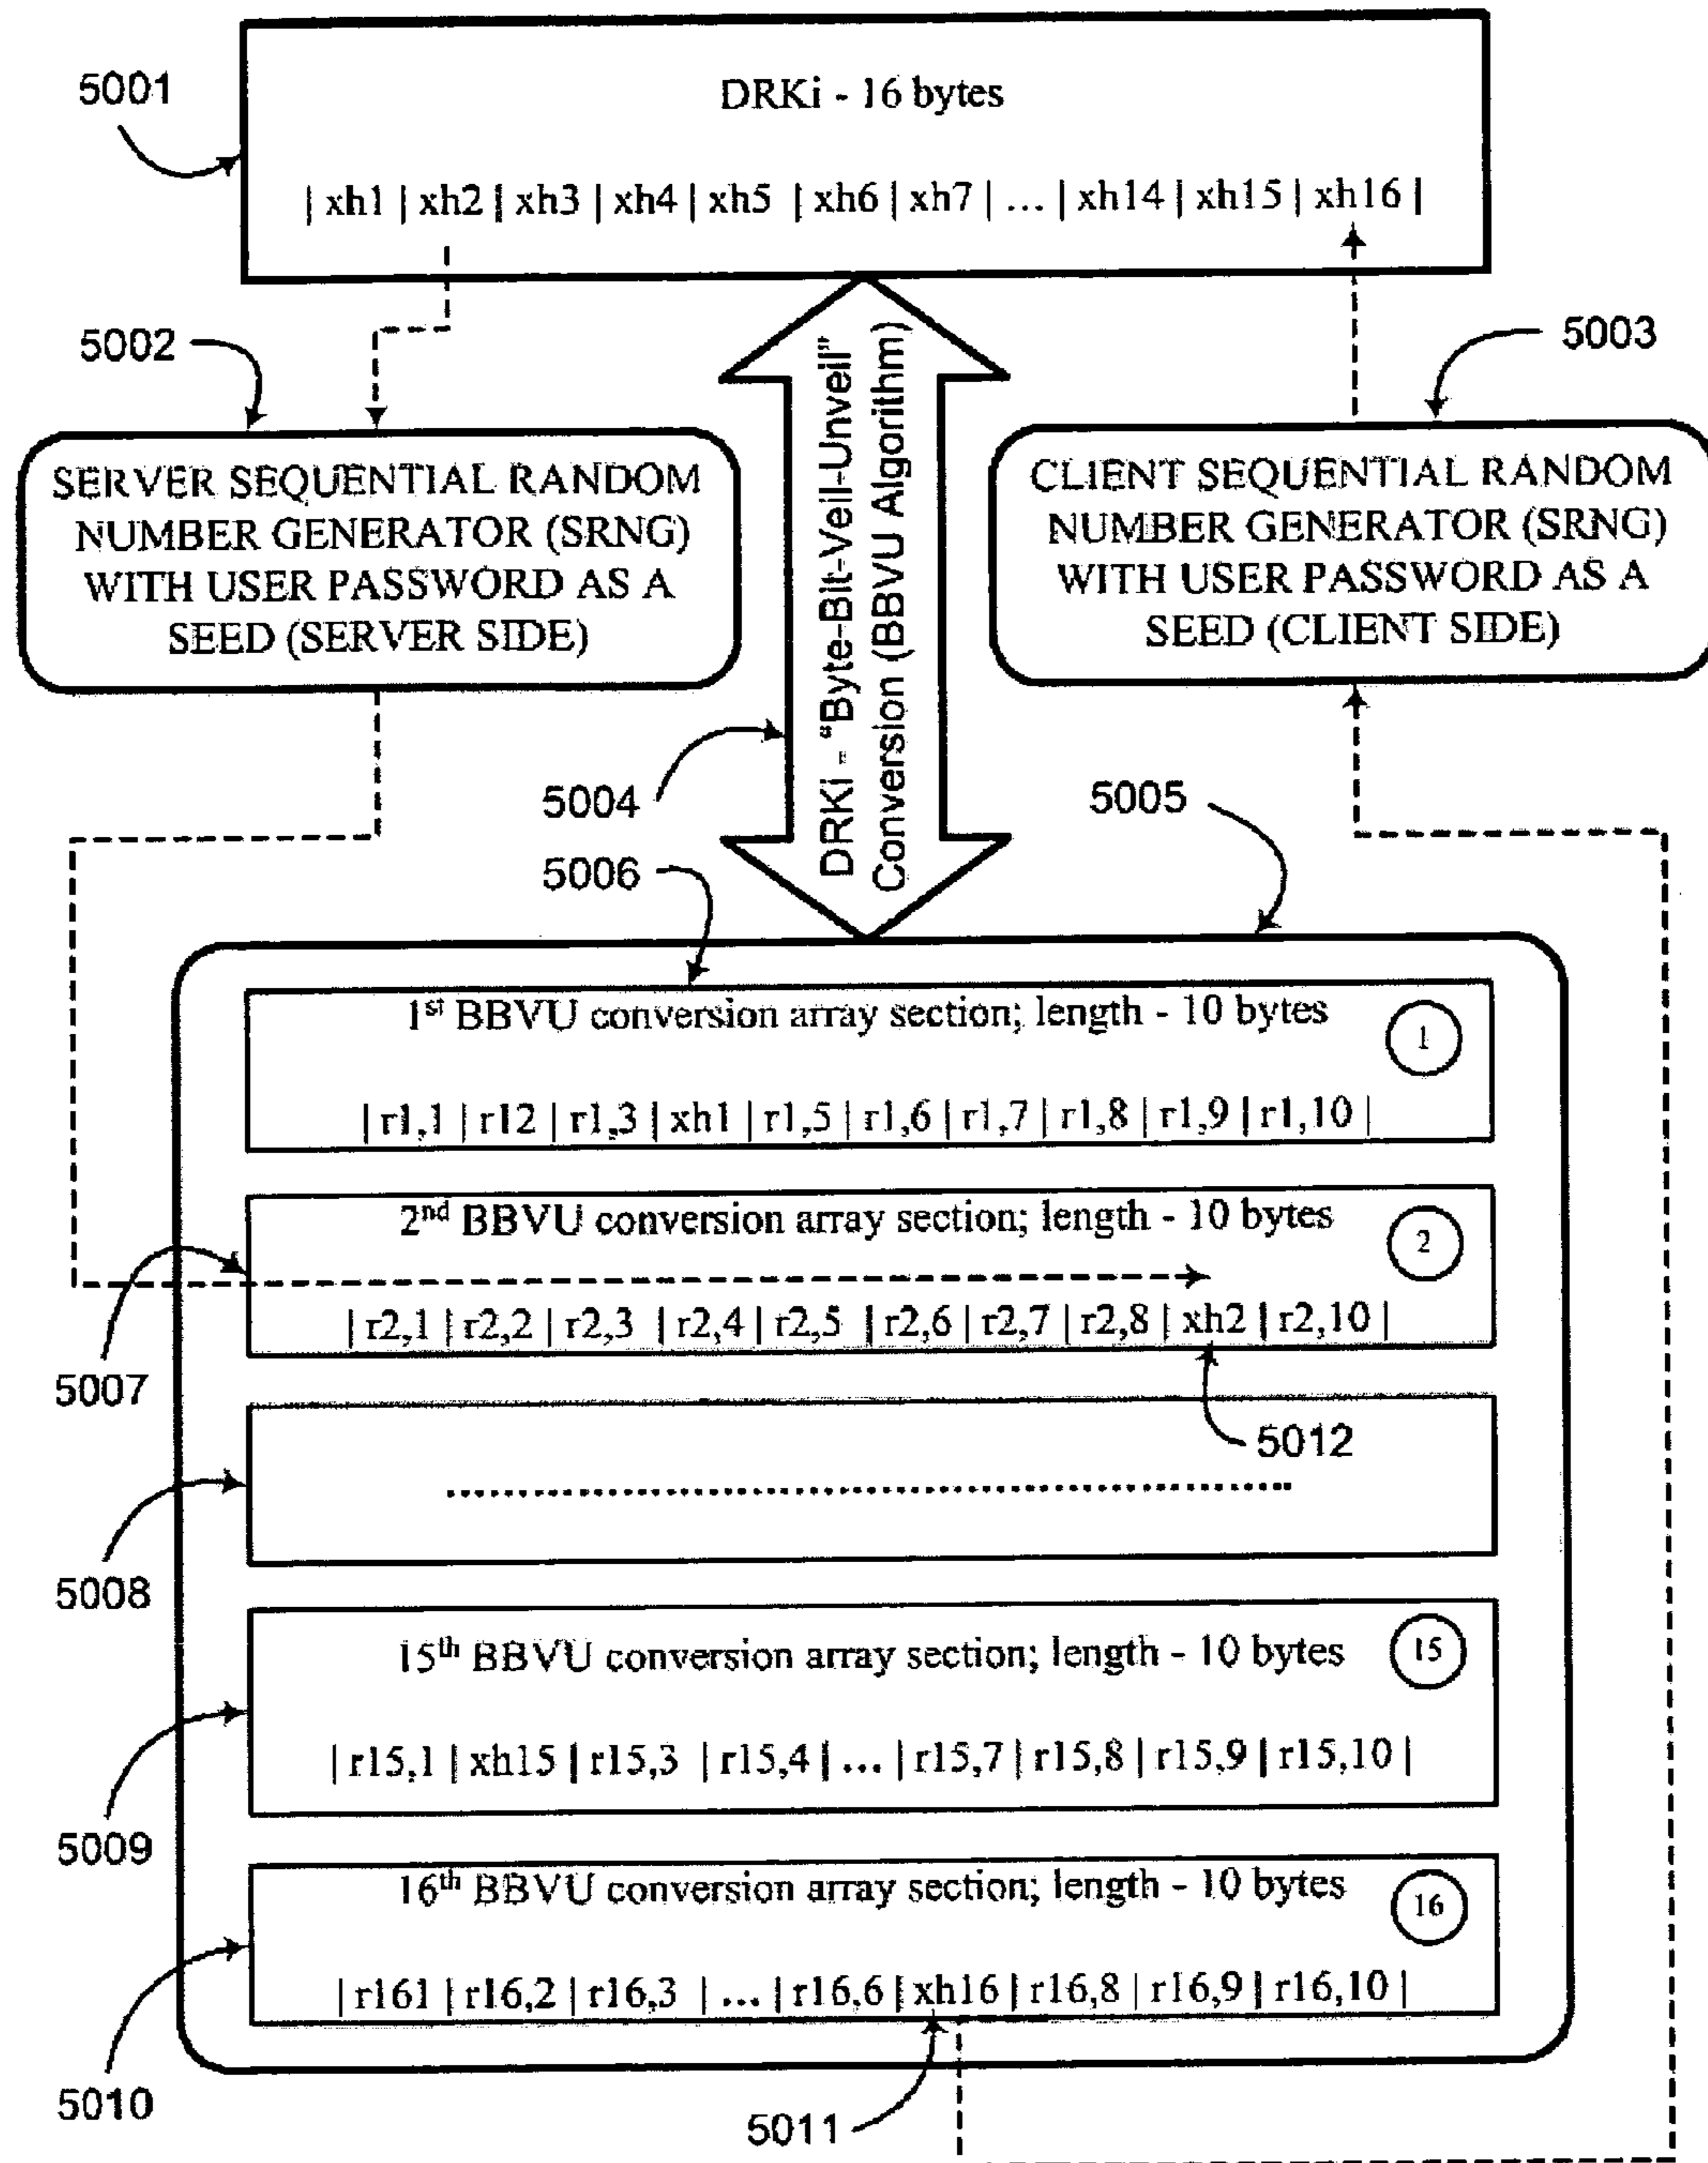 5001
DRKi - 16 bytes
| xh1 | xh2 | xh3 | xh4 | xh5 | xh6 | xh7 | ... | xh14 | xh15 | xh16 |
5002
5003
SERVER SEQUENTIAL RANDOM
NUMBER GENERATOR (SRNG)
WITH USER PASSWORD AS A
SEED (SERVER SIDE)
DRKi - “Byte-Bit-Veil-Unveil”
Conversion (BBVU Algorithm)
CLIENT SEQUENTIAL RANDOM
NUMBER GENERATOR (SRNG)
WITH USER PASSWORD AS A
SEED (CLIENT SIDE)
5004
5005
5006
1st BBVU conversion array section; length - 10 bytes
1
| r1,1 | r12 | r1,3 | xh1 | r1,5 | r1,6 | r1,7 | r1,8 | r1,9 | r1,10 |
2nd BBVU conversion array section; length - 10 bytes
2
| r2,1 | r2,2 | r2,3 | r2,4 | r2,5 | r2,6 | r2,7 | r2,8 | xh2 | r2,10 |
5007
5012
5008
15th BBVU conversion array section; length - 10 bytes
15
| r15,1 | xh15 | r15,3 | r15,4 | ... | r15,7 | r15,8 | r15,9 | r15,10 |
5009
16th BBVU conversion array section; length - 10 bytes
16
| r161 | r16,2 | r16,3 | ... | r16,6 | xh16 | r16,8 | r16,9 | r16,10 |
5010
5011